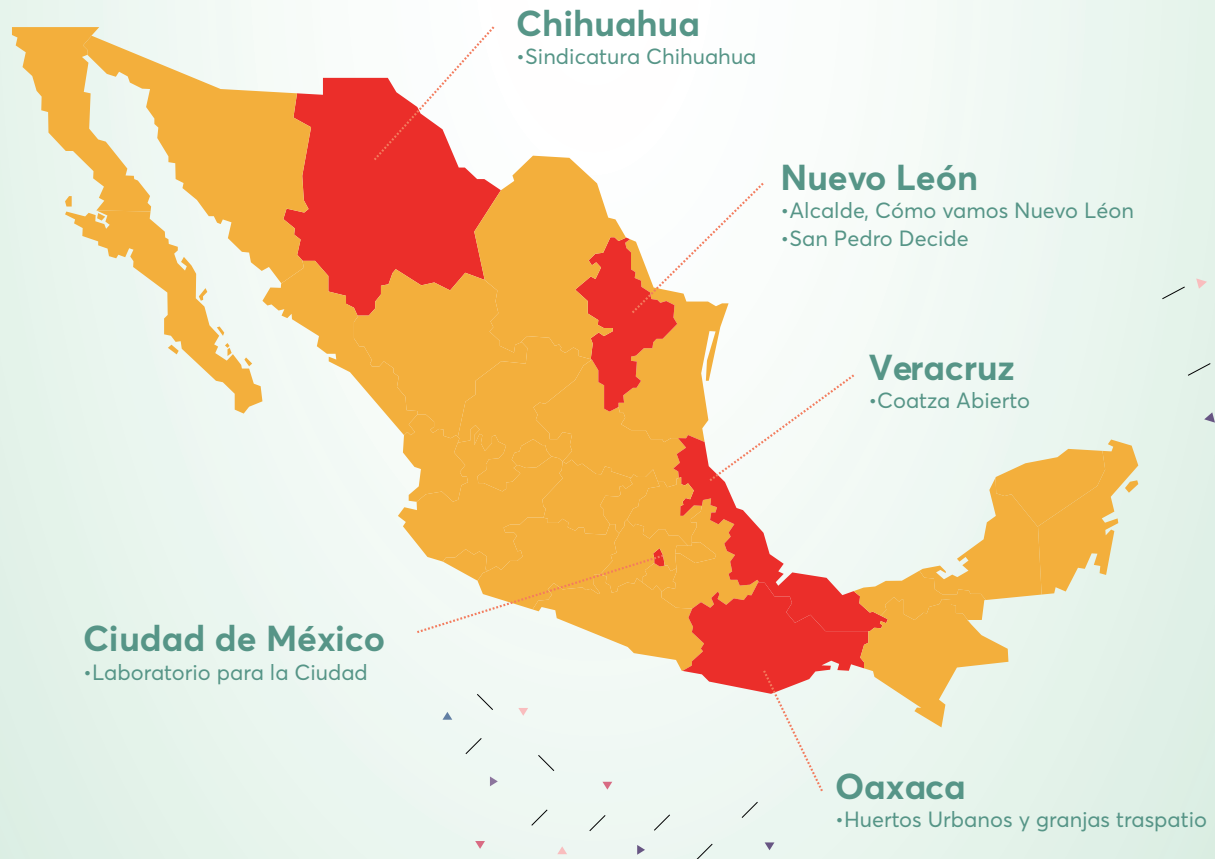 Chihuahua
•Sindicatura Chihuahua
Nuevo León
•Alcalde, Cómo vamos Nuevo Léon
•San Pedro Decide
Veracruz
•Coatza Abierto
Ciudad de México
•Laboratorio para la Ciudad
Oaxaca
•Huertos Urbanos y granjas traspatio